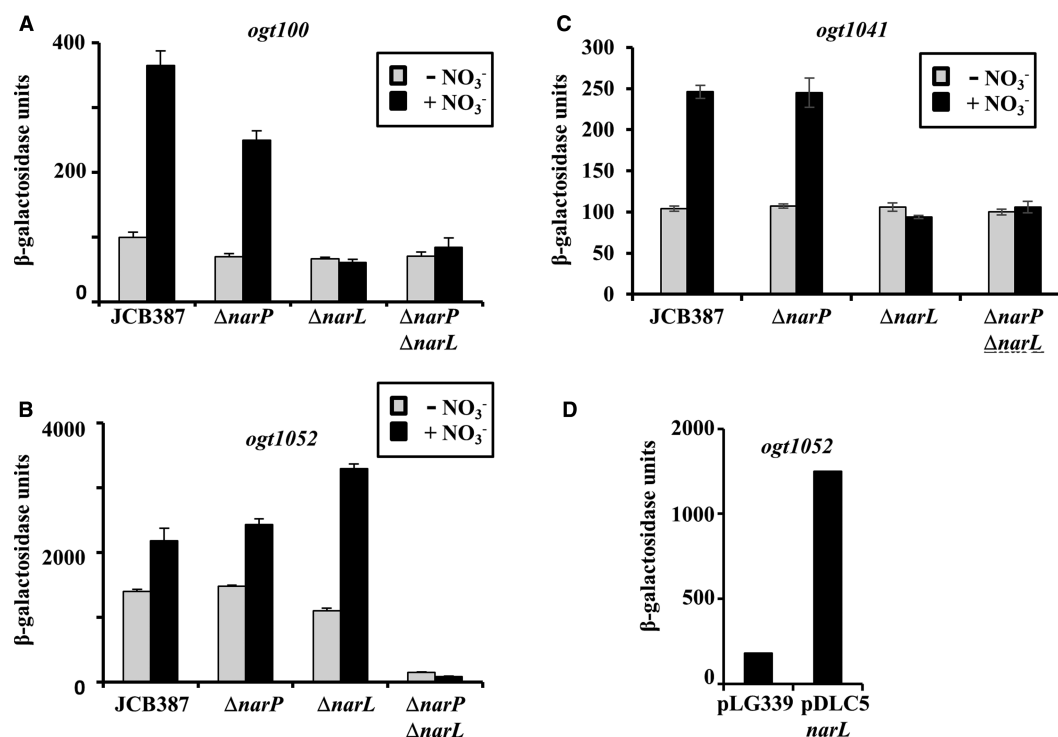 A
ogt100
400
200
0
β-galactosidase units
− NO₃⁻
+ NO₃⁻
JCB387
ΔnarP
ΔnarL
ΔnarP
ΔnarL
C
ogt1041
300
250
200
150
100
50
0
β-galactosidase units
− NO₃⁻
+ NO₃⁻
JCB387
ΔnarP
ΔnarL
ΔnarP
ΔnarL
B
ogt1052
4000
2000
0
β-galactosidase units
− NO₃⁻
+ NO₃⁻
JCB387
ΔnarP
ΔnarL
ΔnarP
ΔnarL
D
ogt1052
2000
1000
500
0
β-galactosidase units
pLG339 pDLC5
narL